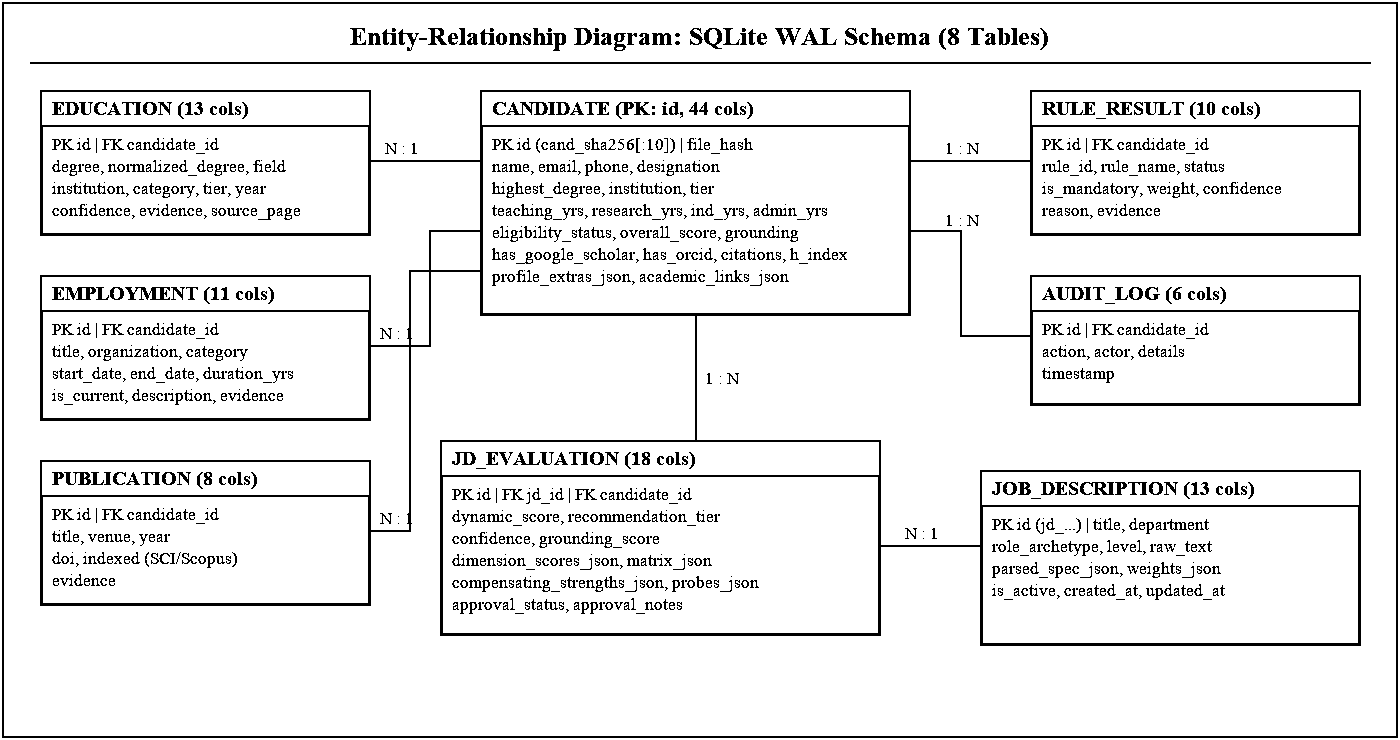 Entity-Relationship Diagram: SQLite WAL Schema (8 Tables)
EDUCATION (13 cols)
PK id | FK candidate_id
degree, normalized_degree, field
institution, category, tier, year
confidence, evidence, source_page
N : 1
CANDIDATE (PK: id, 44 cols)
PK id (cand_sha256[:10]) | file_hash
name, email, phone, designation
highest_degree, institution, tier
teaching_yrs, research_yrs, ind_yrs, admin_yrs
eligibility_status, overall_score, grounding
has_google_scholar, has_orcid, citations, h_index
profile_extras_json, academic_links_json
1 : N
RULE_RESULT (10 cols)
PK id | FK candidate_id
rule_id, rule_name, status
is_mandatory, weight, confidence
reason, evidence
1 : N
EMPLOYMENT (11 cols)
PK id | FK candidate_id
title, organization, category
start_date, end_date, duration_yrs
is_current, description, evidence
N : 1
AUDIT_LOG (6 cols)
PK id | FK candidate_id
action, actor, details
timestamp
1 : N
PUBLICATION (8 cols)
PK id | FK candidate_id
title, venue, year
doi, indexed (SCI/Scopus)
evidence
N : 1
JD_EVALUATION (18 cols)
PK id | FK jd_id | FK candidate_id
dynamic_score, recommendation_tier
confidence, grounding_score
dimension_scores_json, matrix_json
compensating_strengths_json, probes_json
approval_status, approval_notes
N : 1
JOB_DESCRIPTION (13 cols)
PK id (jd_...) | title, department
role_archetype, level, raw_text
parsed_spec_json, weights_json
is_active, created_at, updated_at